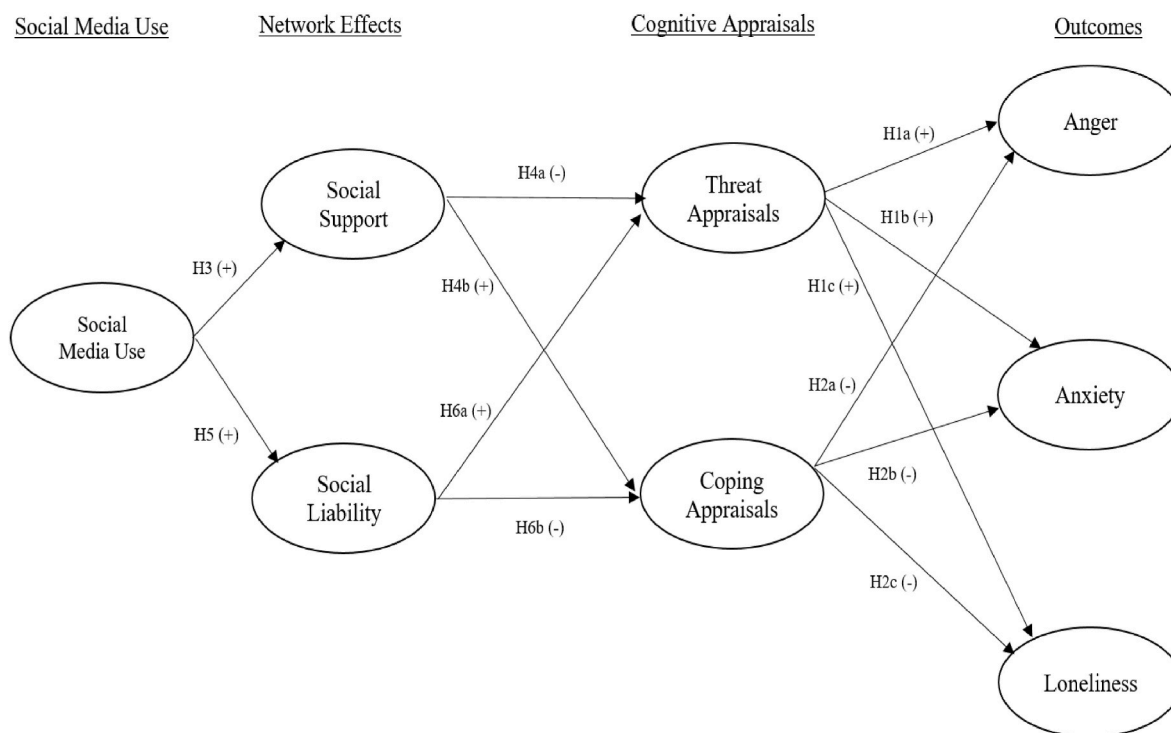 Social Media Use
Network Effects
Cognitive Appraisals
Outcomes
Anger
H1a (+)
Social
Support
H4a (-)
Threat
Appraisals
H1b (+)
H3 (+)
H4b (+)
H1c (+)
Social
Media Use
H2a (-)
Anxiety
H6a (+)
H5 (+)
H2b (-)
Social
Liability
Coping
Appraisals
H6b (-)
H2c (-)
Loneliness